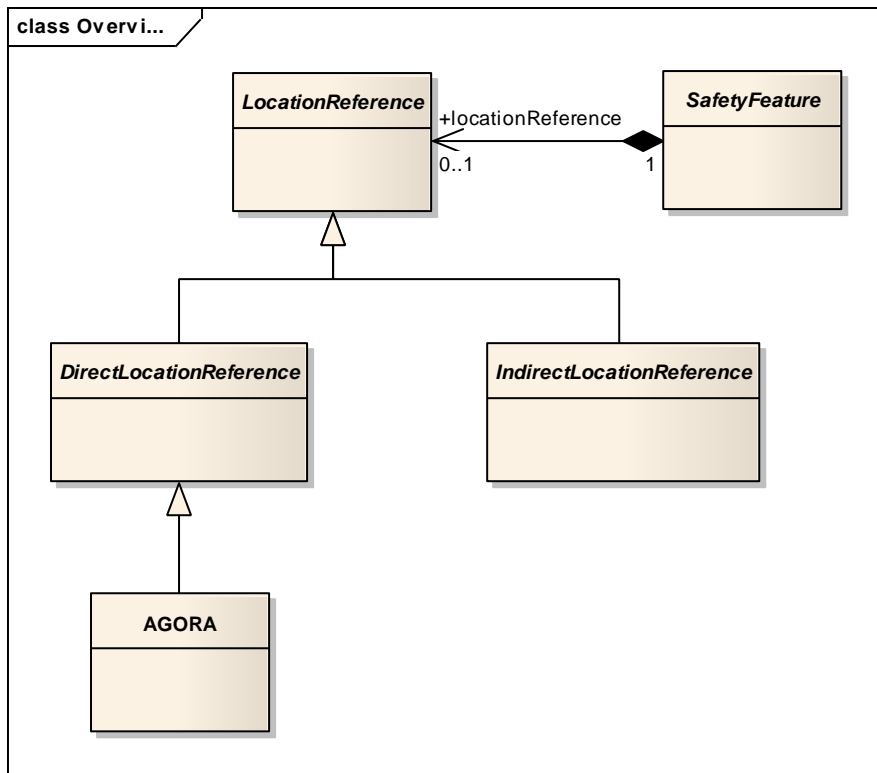 class Overvi...
LocationReference
SafetyFeature
+locationReference
0..1
1
DirectLocationReference
IndirectLocationReference
AGORA